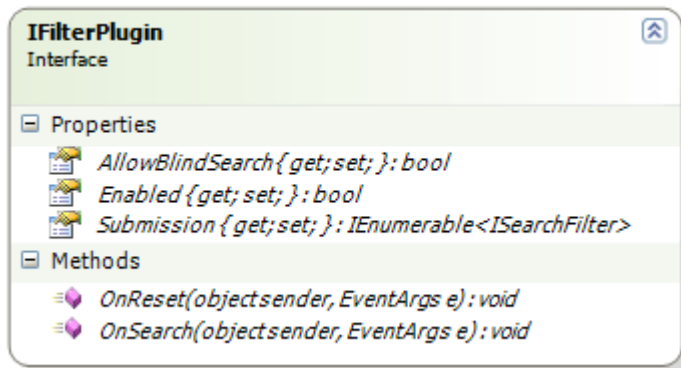 IFilterPlugin
Interface
Properties
AllowBlindSearch{ get; set; } : bool
Enabled { get; set; } : bool
Submission { get; set; } : IEnumerable<ISearchFilter>
Methods
OnReset(object sender, EventArgs e) : void
OnSearch(object sender, EventArgs e) : void